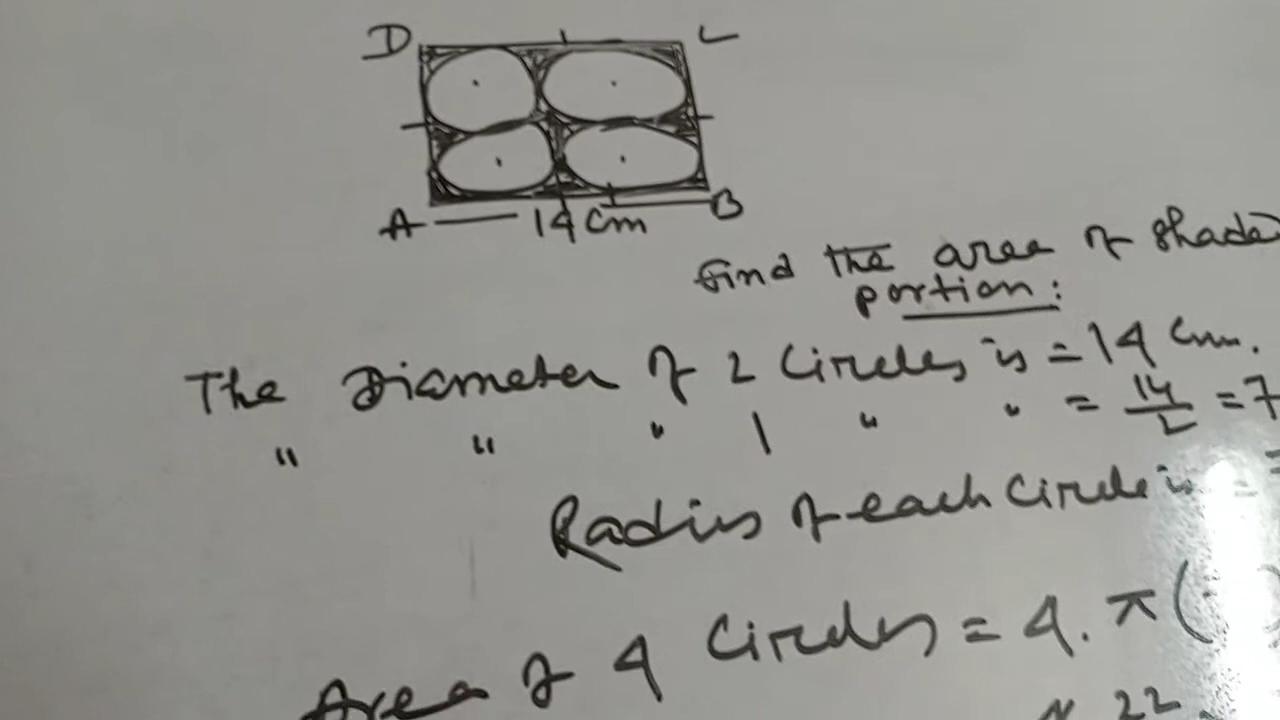 D C
A 14 Cm B
Find the area of shaded
portion:
The Diameter of 2 Circles is = 14 Cm.
" " " 1 " " = 14/2 = 7
Radius of each Circle is =
Area of 4 Circles = 4. π (
22